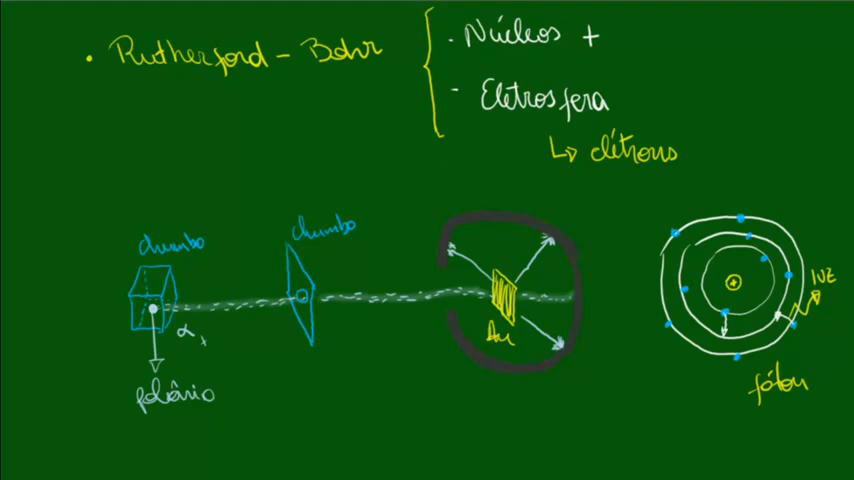 • Rutherford - Bohr
- Núcleos +
- Eletrosfera
↳ elétrons
chumbo
chumbo
α+
polônio
Au
+
luz
fóton